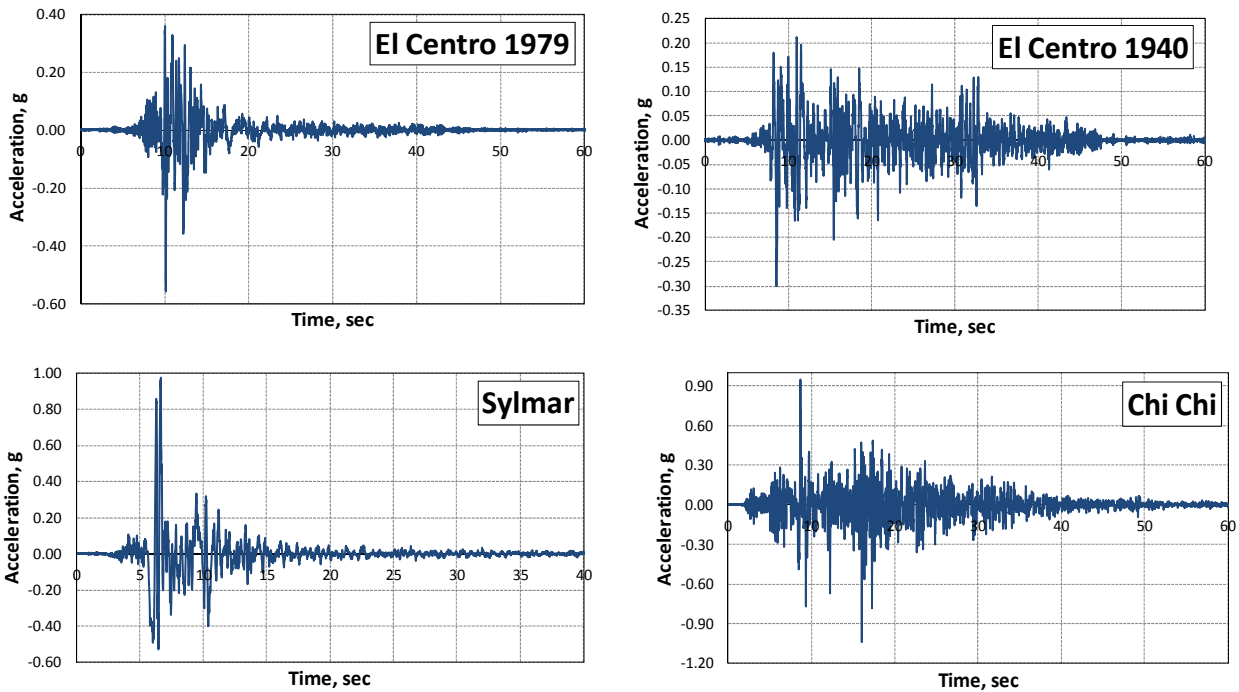 El Centro 1979
Acceleration, g
0.40
0.20
0.00
-0.20
-0.40
-0.60
0 10 20 30 40 50 60
Time, sec
El Centro 1940
Acceleration, g
0.25
0.20
0.15
0.10
0.05
0.00
-0.05
-0.10
-0.15
-0.20
-0.25
-0.30
-0.35
0 10 20 30 40 50 60
Time, sec
Sylmar
Acceleration, g
1.00
0.80
0.60
0.40
0.20
0.00
-0.20
-0.40
-0.60
0 5 10 15 20 25 30 35 40
Time, sec
Chi Chi
Acceleration, g
0.90
0.60
0.30
0.00
-0.30
-0.60
-0.90
-1.20
0 10 20 30 40 50 60
Time, sec